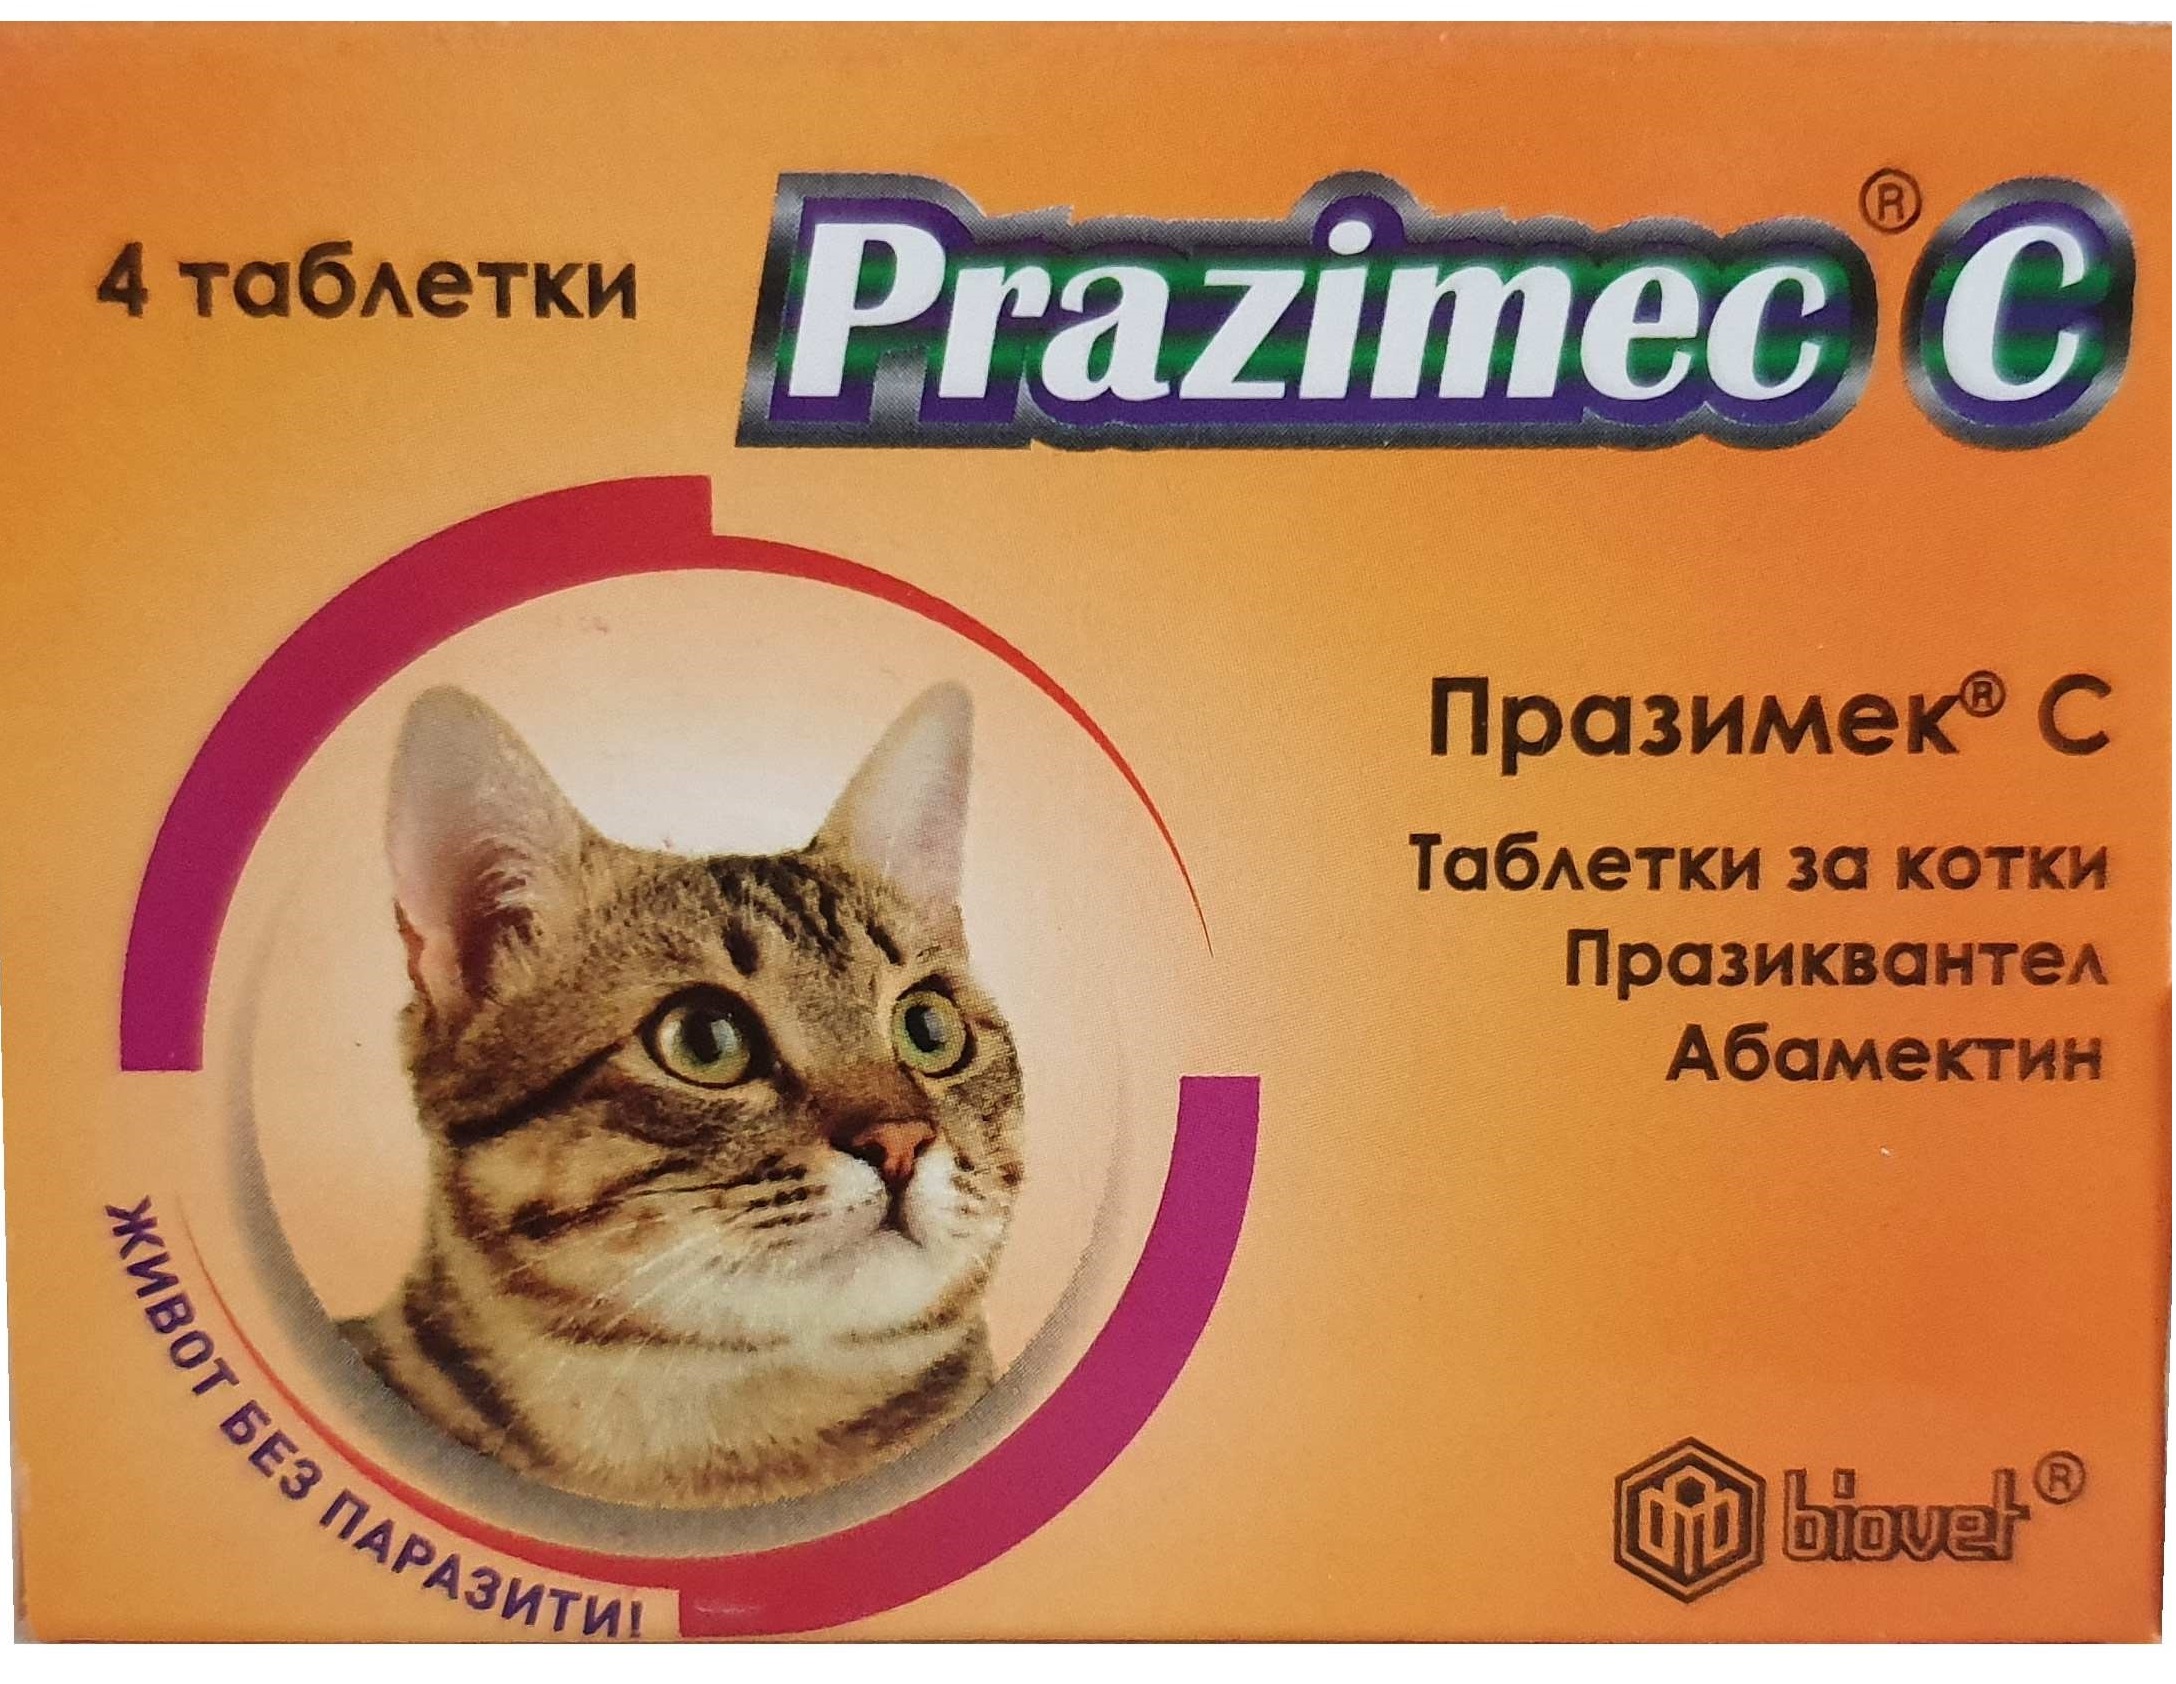 4 таблетки
Prazimec® C
Празимек® С
Таблетки за котки
Празиквантел
Абамектин
ЖИВОТ БЕЗ ПАРАЗИТИ!
biovet®